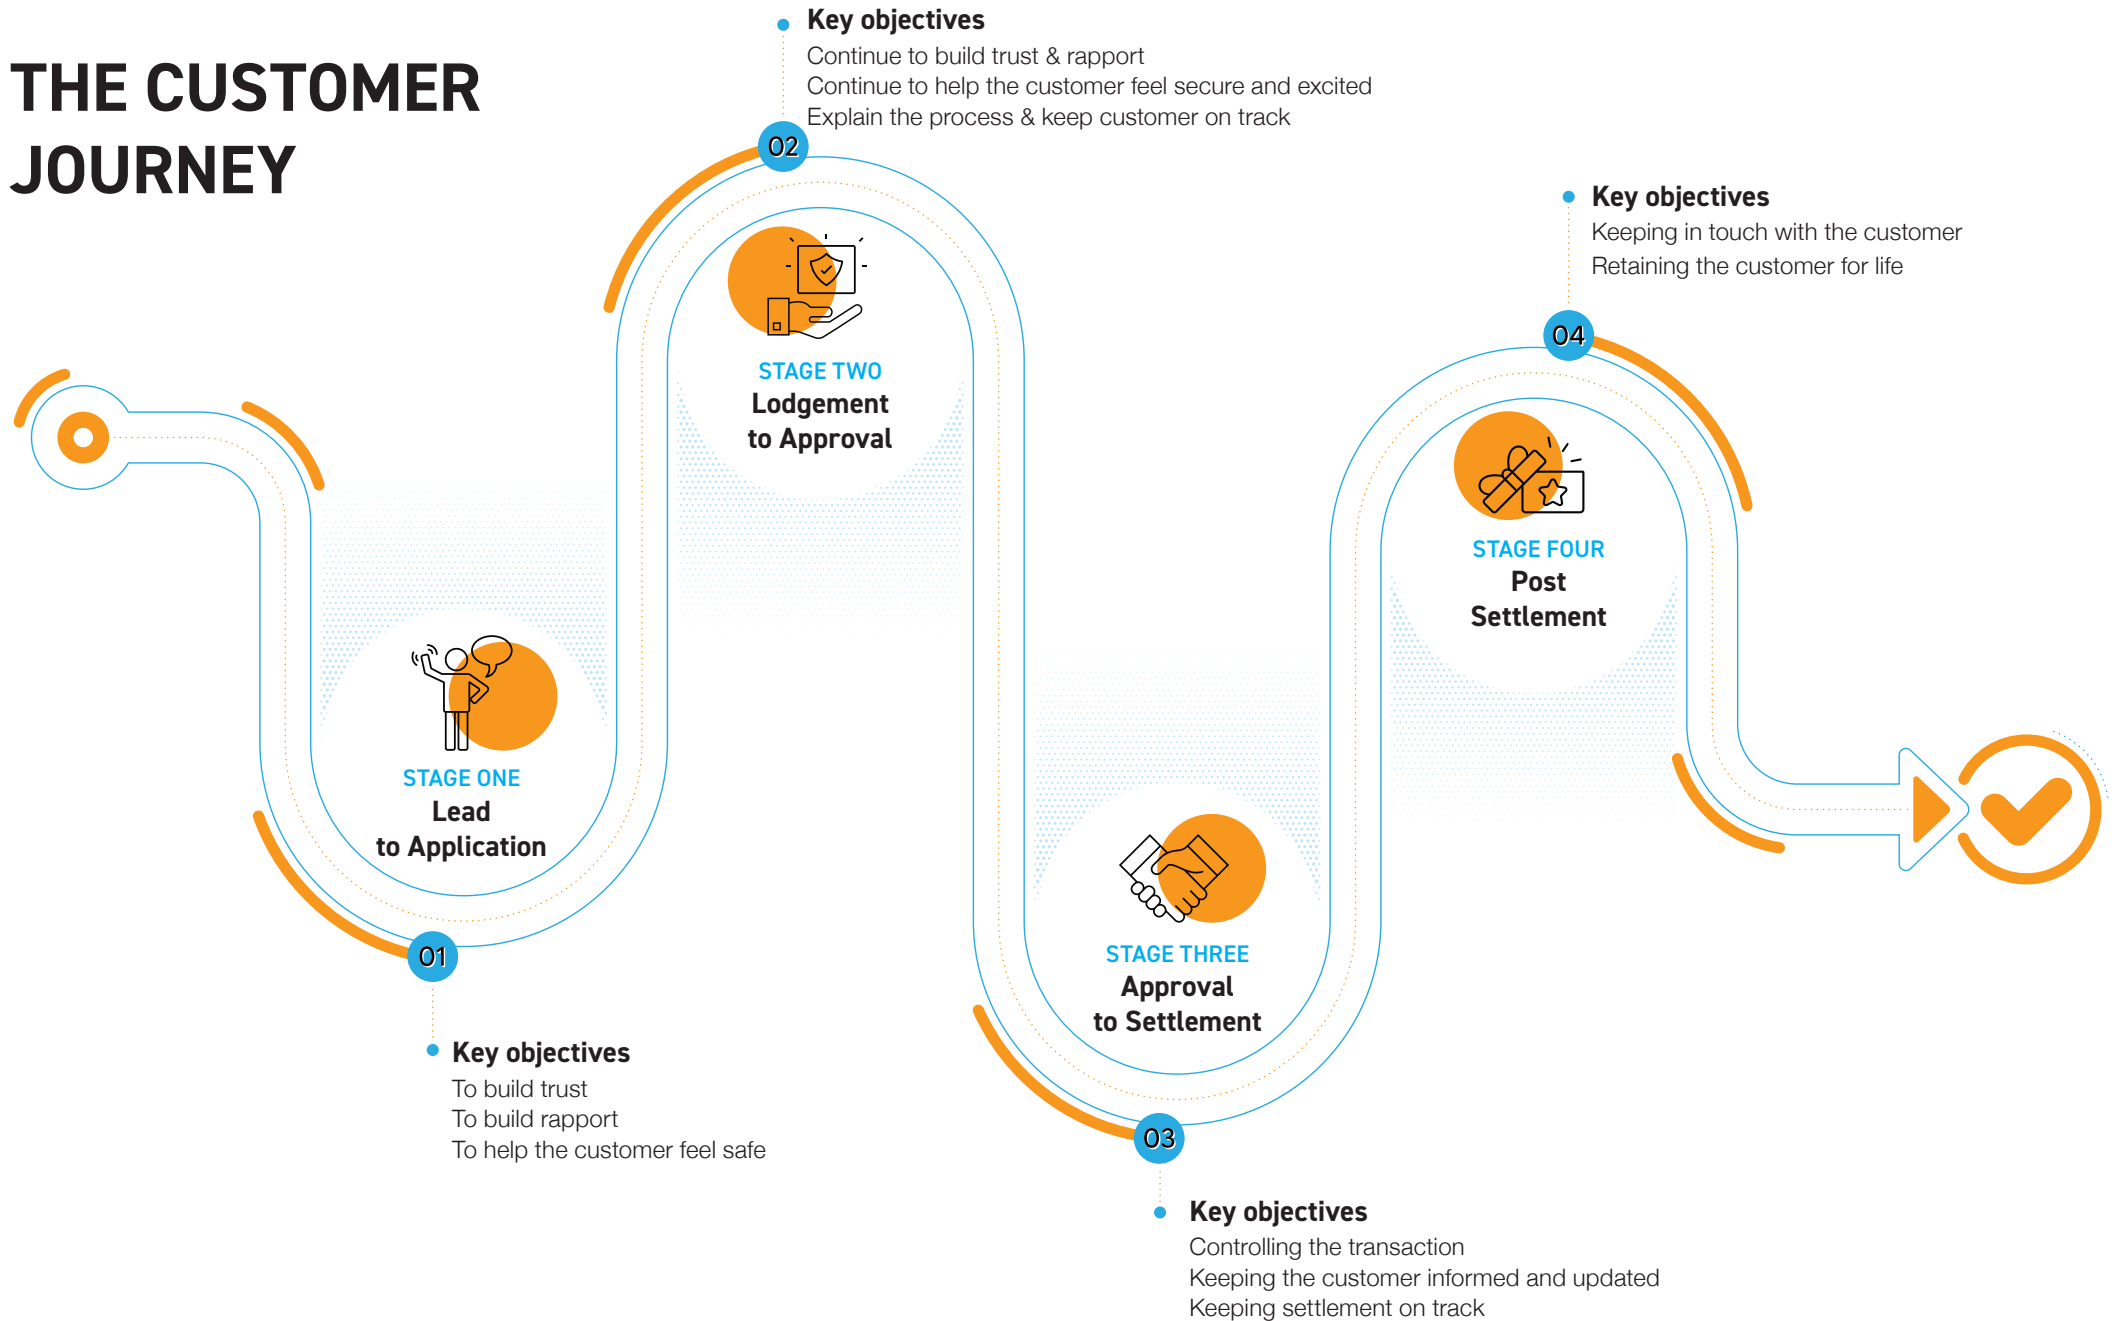 THE CUSTOMER
JOURNEY
01
STAGE ONE
Lead
to Application
Key objectives
To build trust
To build rapport
To help the customer feel safe
02
Key objectives
Continue to build trust & rapport
Continue to help the customer feel secure and excited
Explain the process & keep customer on track
STAGE TWO
Lodgement
to Approval
STAGE THREE
Approval
to Settlement
03
Key objectives
Controlling the transaction
Keeping the customer informed and updated
Keeping settlement on track
Key objectives
Keeping in touch with the customer
Retaining the customer for life
04
STAGE FOUR
Post
Settlement